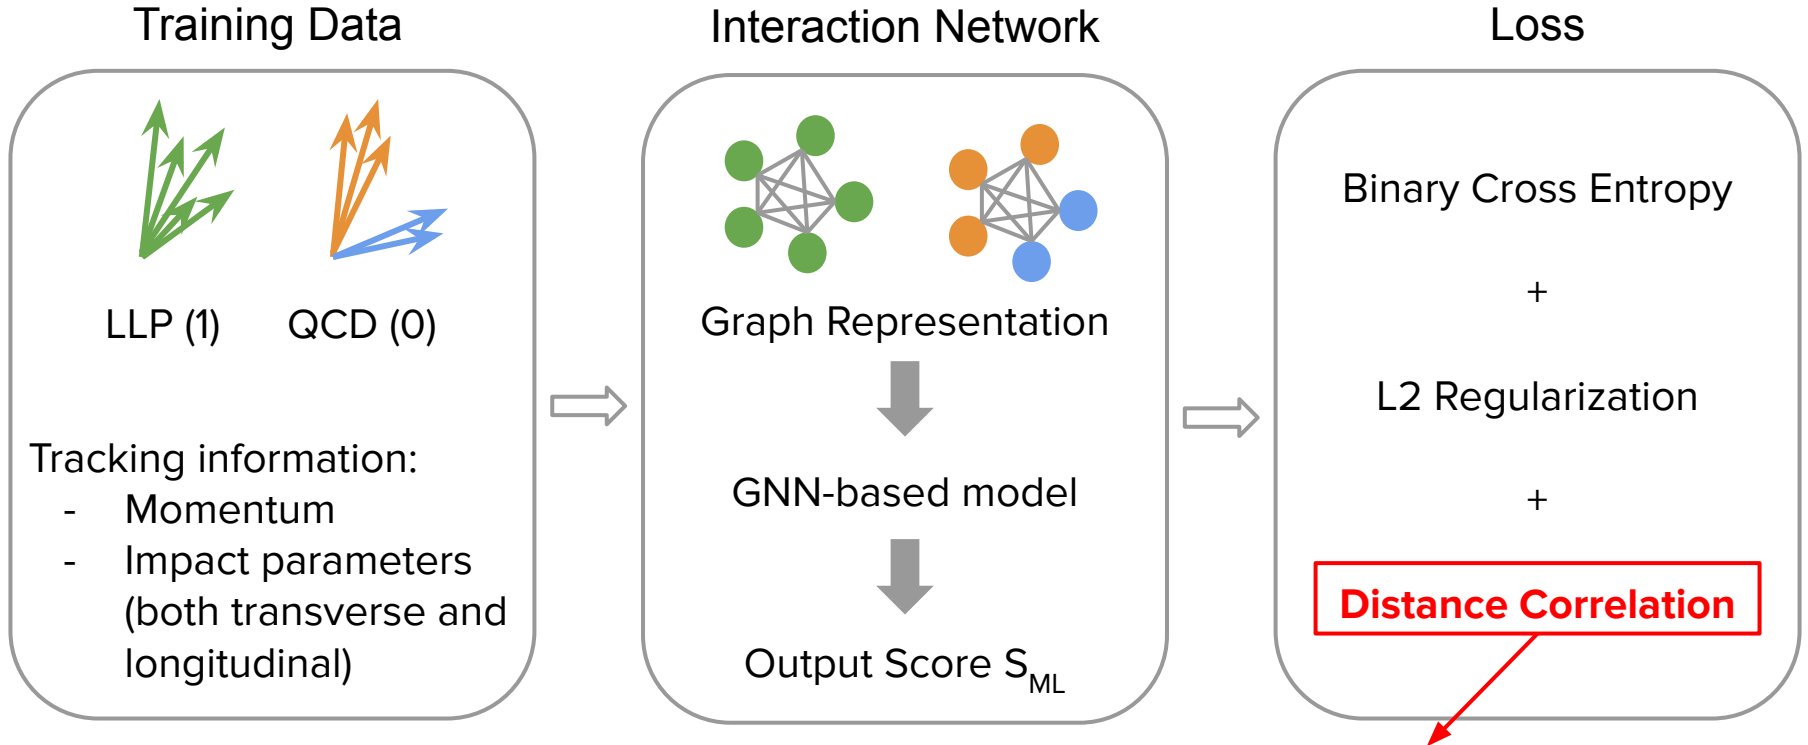 Training Data
LLP (1)
QCD (0)
Tracking information:
- Momentum
- Impact parameters
(both transverse and
longitudinal)
Interaction Network
Graph Representation
GNN-based model
Output Score S_ML
Loss
Binary Cross Entropy
+
L2 Regularization
+
Distance Correlation